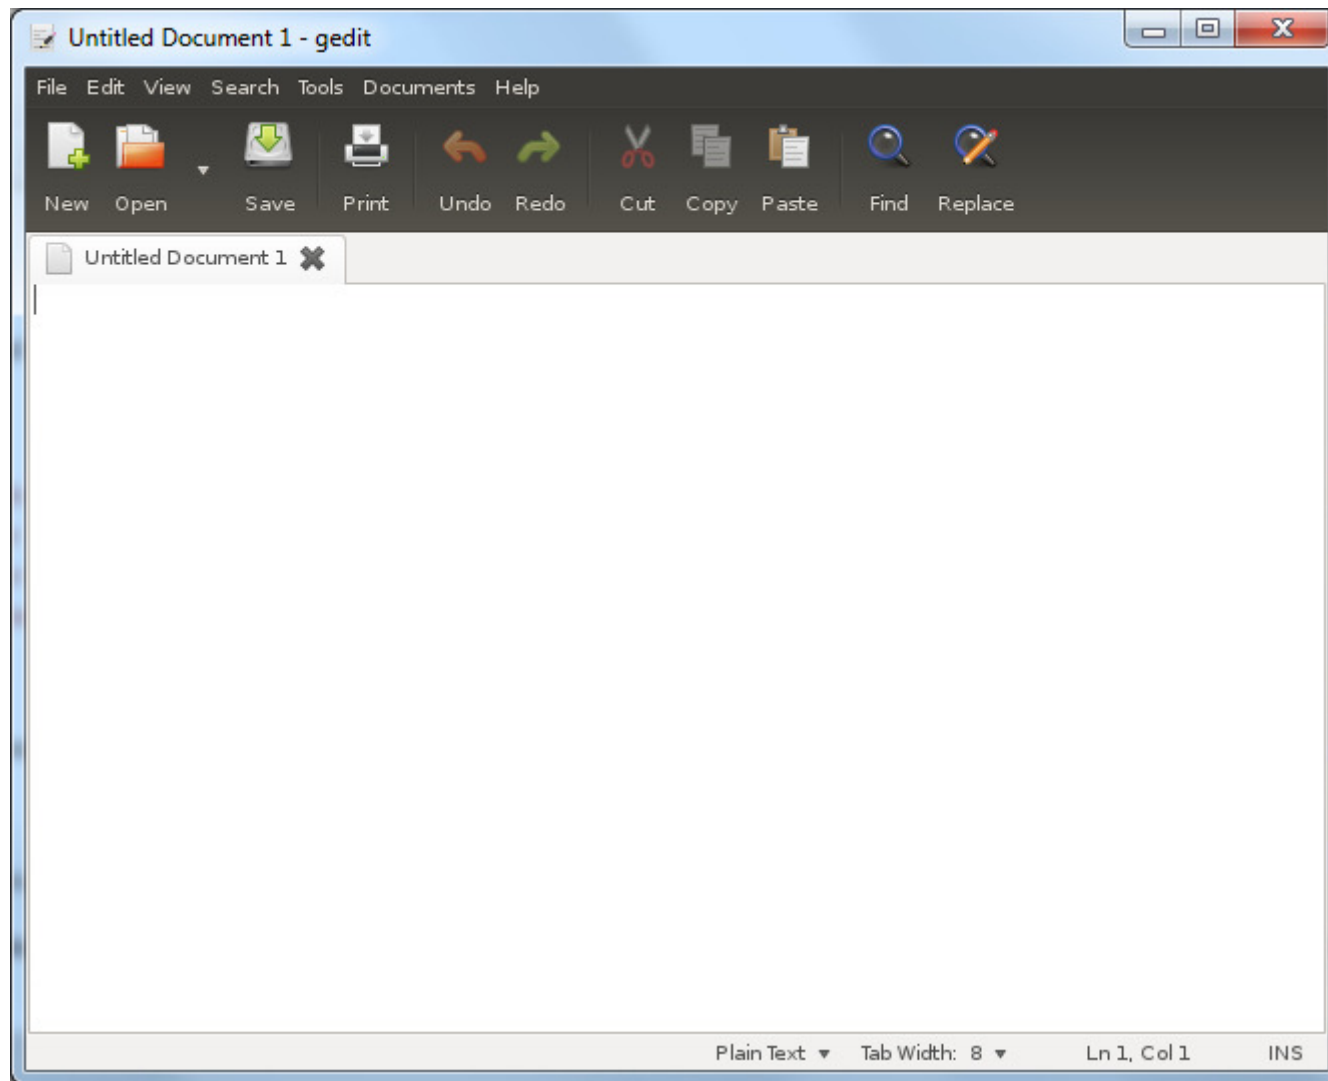 Untitled Document 1 - gedit
File Edit View Search Tools Documents Help
New Open Save Print Undo Redo Cut Copy Paste Find Replace
Untitled Document 1
Plain Text Tab Width: 8 Ln 1, Col 1 INS